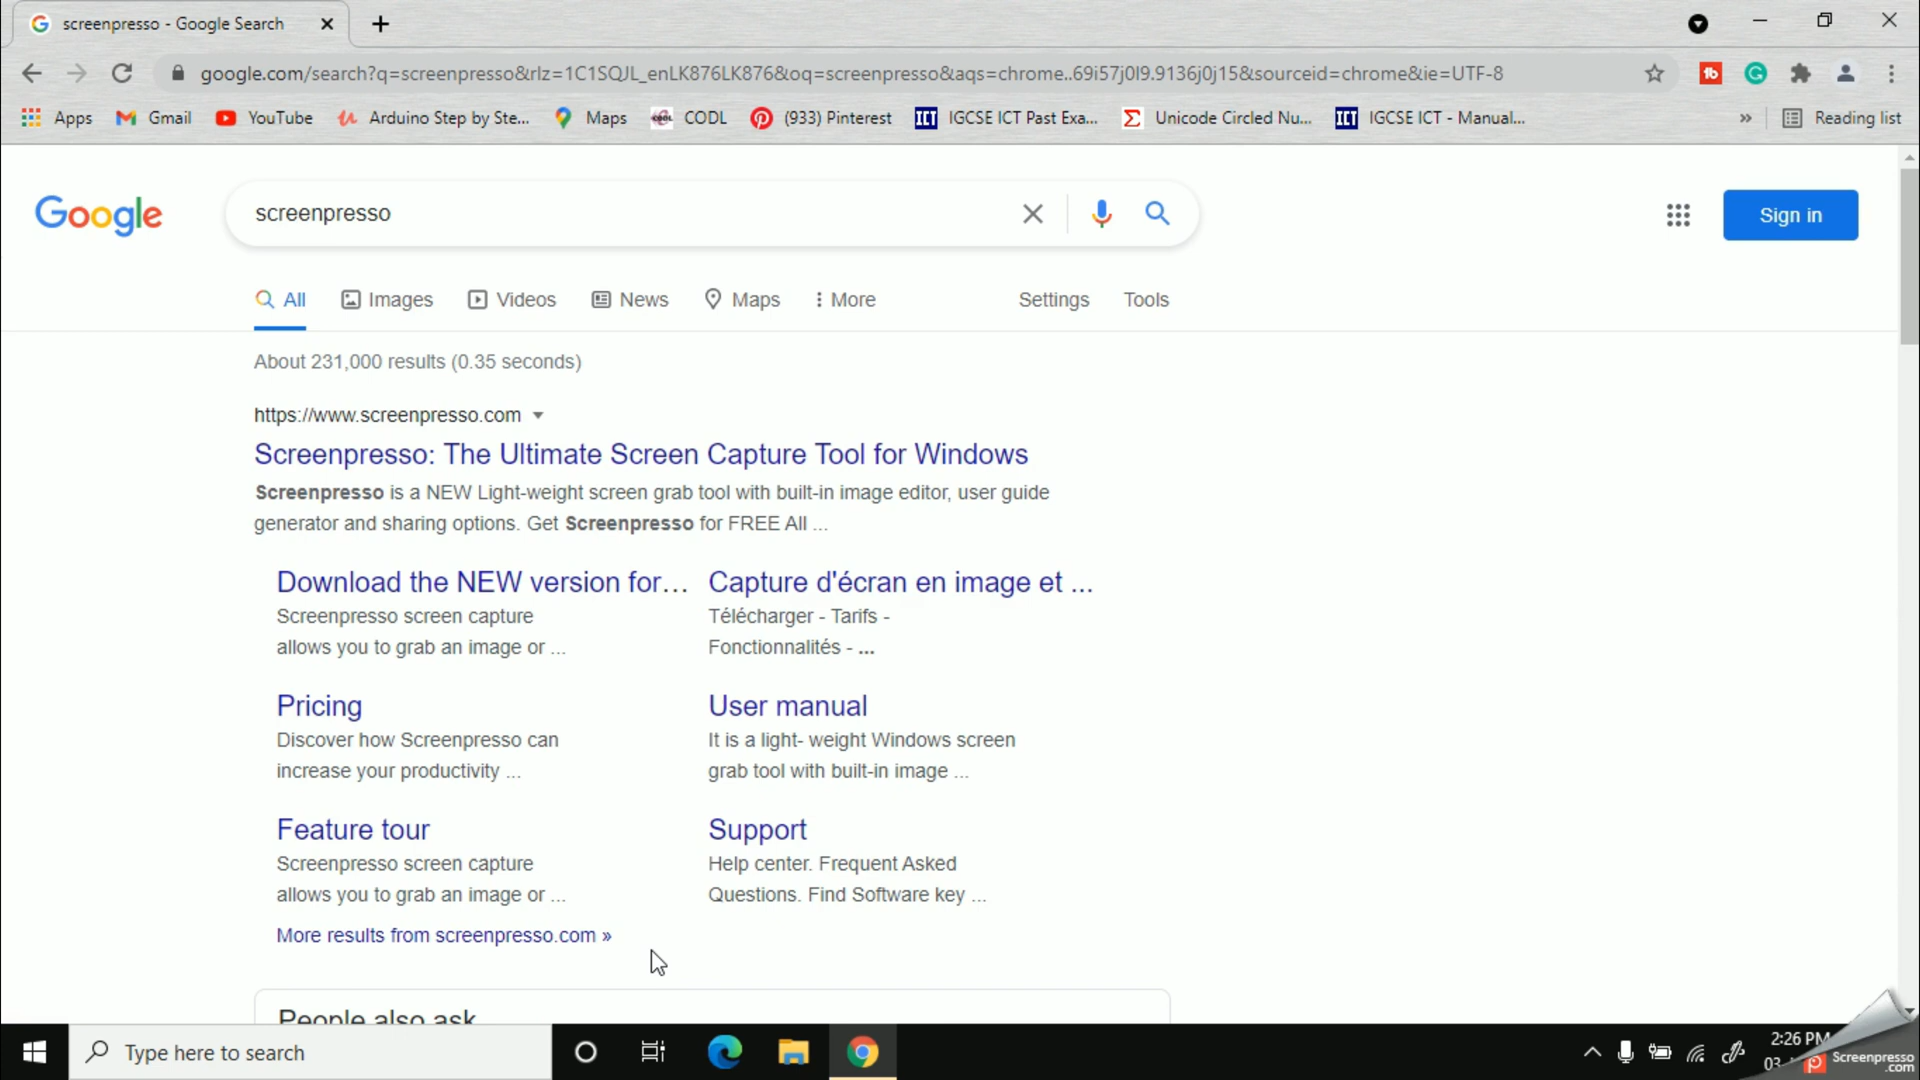 screenpresso - Google Search
google.com/search?q=screenpresso&rlz=1C1SQJL_enLK876LK876&oq=screenpresso&aqs=chrome..69i57j0l9.9136j0j15&sourceid=chrome&ie=UTF-8
Apps Gmail YouTube Arduino Step by Ste... Maps CODL (933) Pinterest ICT IGCSE ICT Past Exa... Unicode Circled Nu... ICT IGCSE ICT - Manual... » Reading list
Google screenpresso Sign in
All Images Videos News Maps More Settings Tools
About 231,000 results (0.35 seconds)
https://www.screenpresso.com
Screenpresso: The Ultimate Screen Capture Tool for Windows
Screenpresso is a NEW Light-weight screen grab tool with built-in image editor, user guide
generator and sharing options. Get Screenpresso for FREE All ...
Download the NEW version for...
Screenpresso screen capture
allows you to grab an image or ...
Capture d'écran en image et ...
Télécharger - Tarifs -
Fonctionnalités - ...
Pricing
Discover how Screenpresso can
increase your productivity ...
User manual
It is a light- weight Windows screen
grab tool with built-in image ...
Feature tour
Screenpresso screen capture
allows you to grab an image or ...
Support
Help center. Frequent Asked
Questions. Find Software key ...
More results from screenpresso.com »
People also ask
Type here to search
2:26 PM
Screenpresso
.com